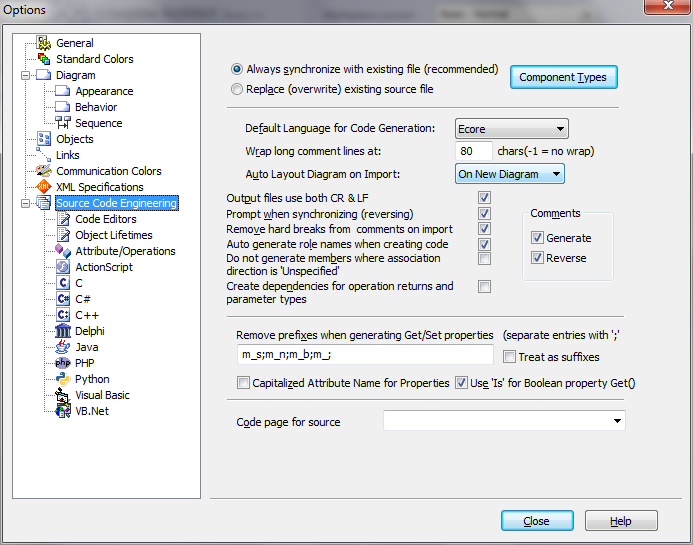 Options
General
Standard Colors
Diagram
Appearance
Behavior
Sequence
Objects
Links
Communication Colors
XML Specifications
Source Code Engineering
Code Editors
Object Lifetimes
Attribute/Operations
ActionScript
C
C#
C++
Delphi
Java
PHP
Python
Visual Basic
VB.Net
Always synchronize with existing file (recommended)
Replace (overwrite) existing source file
Component Types
Default Language for Code Generation: Ecore
Wrap long comment lines at: 80 chars(-1 = no wrap)
Auto Layout Diagram on Import: On New Diagram
Output files use both CR & LF
Prompt when synchronizing (reversing)
Remove hard breaks from comments on import
Auto generate role names when creating code
Do not generate members where association
direction is 'Unspecified'
Create dependencies for operation returns and
parameter types
Comments
Generate
Reverse
Remove prefixes when generating Get/Set properties (separate entries with ';'
m_s;m_n;m_b;m_; Treat as suffixes
Capitalized Attribute Name for Properties Use 'Is' for Boolean property Get()
Code page for source
Close Help